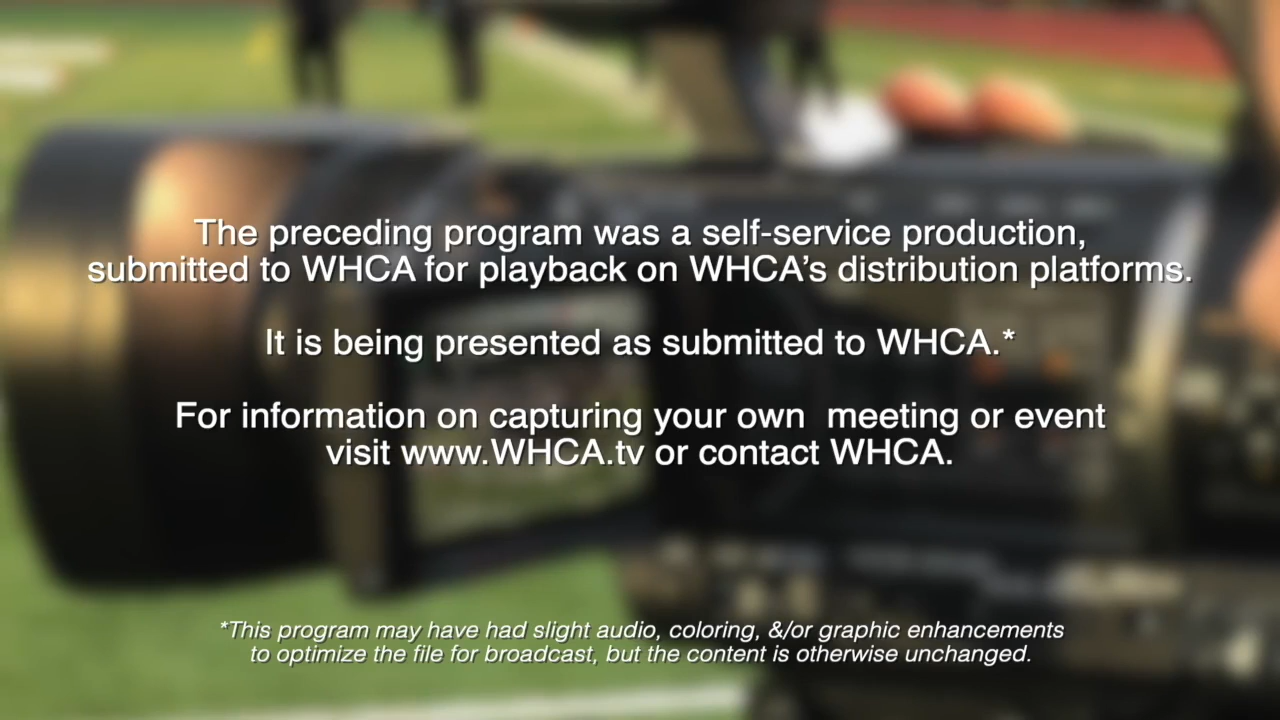 The preceding program was a self-service production,
submitted to WHCA for playback on WHCA’s distribution platforms.
It is being presented as submitted to WHCA.*
For information on capturing your own  meeting or event
visit www.WHCA.tv or contact WHCA.
*This program may have had slight audio, coloring, &/or graphic enhancements
to optimize the file for broadcast, but the content is otherwise unchanged.